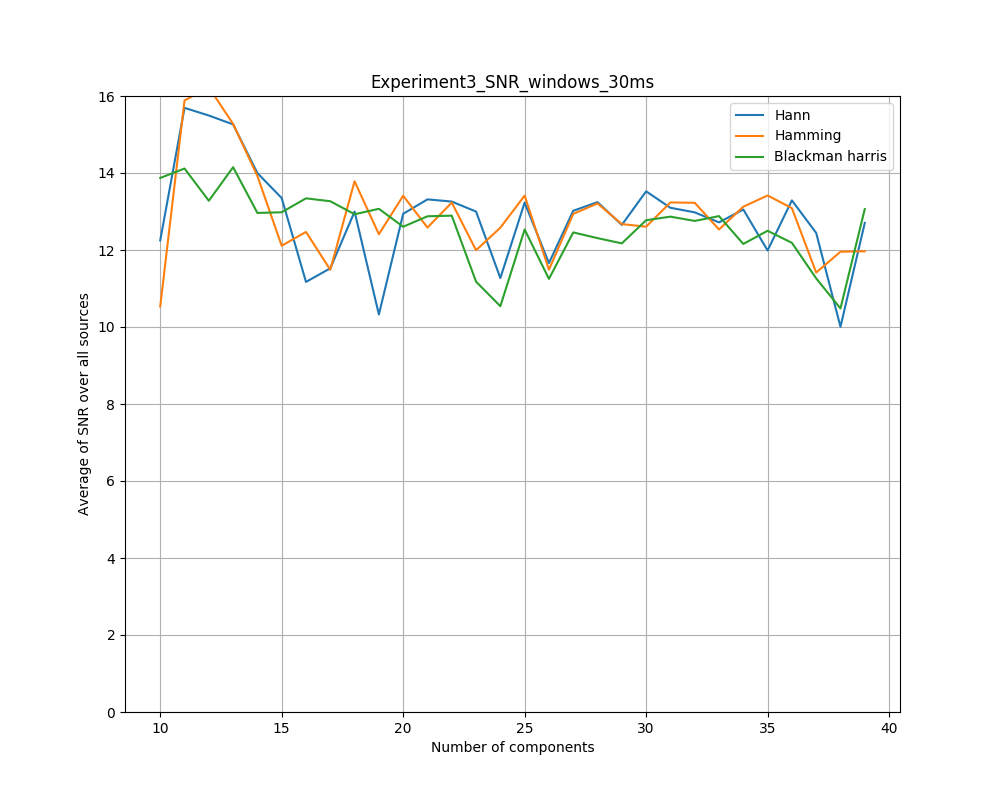 Experiment3_SNR_windows_30ms
16
14
12
10
8
6
4
2
0
Average of SNR over all sources
Hann
Hamming
Blackman harris
10 15 20 25 30 35 40
Number of components